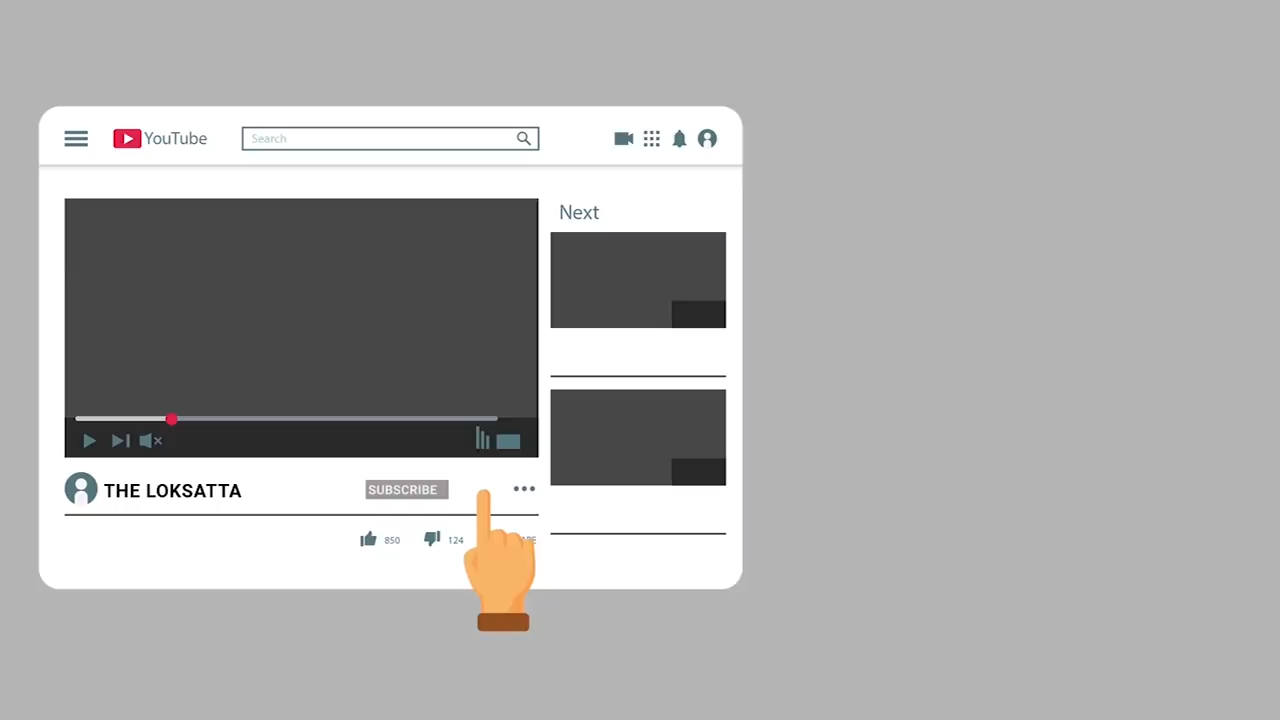 YouTube
Search
Next
THE LOKSATTA
SUBSCRIBE
850
124